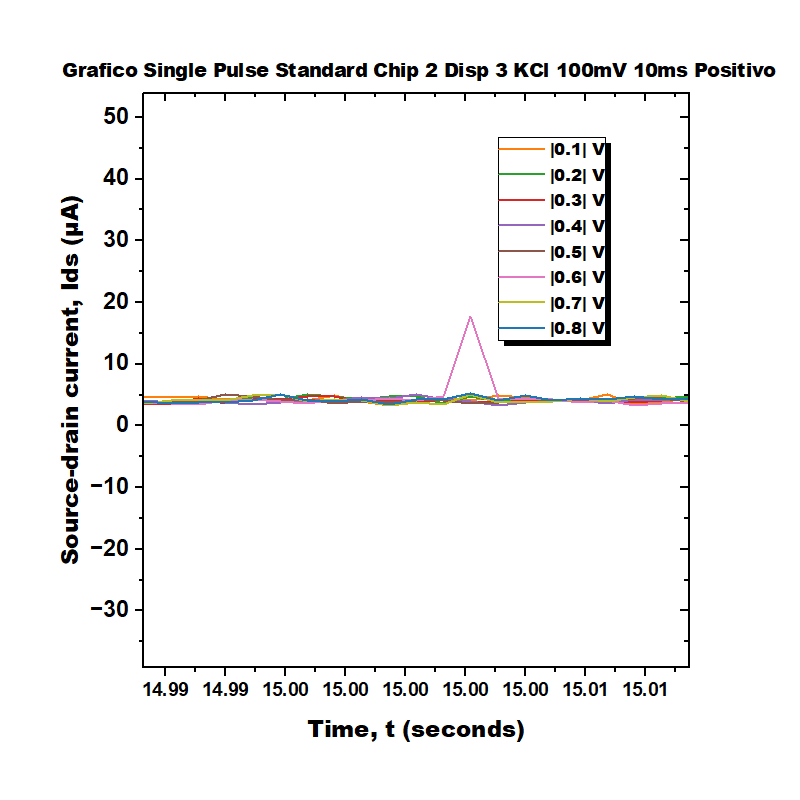 Grafico Single Pulse Standard Chip 2 Disp 3 KCl 100mV 10ms Positivo
50
40
30
20
10
0
−10
−20
−30
Source-drain current, Ids (µA)
|0.1| V
|0.2| V
|0.3| V
|0.4| V
|0.5| V
|0.6| V
|0.7| V
|0.8| V
14.99 14.99 15.00 15.00 15.00 15.00 15.00 15.01 15.01
Time, t (seconds)